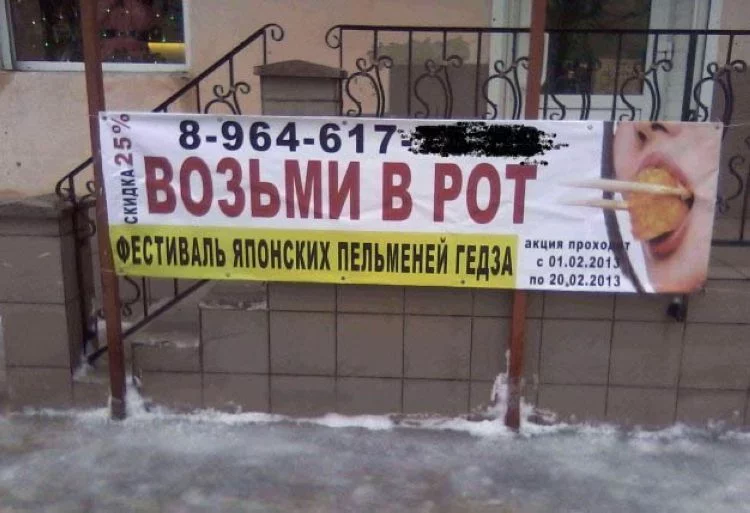 СКИДКА 25%
8-964-617-
ВОЗЬМИ В РОТ
ФЕСТИВАЛЬ ЯПОНСКИХ ПЕЛЬМЕНЕЙ ГЕДЗА
акция проходит
с 01.02.2013
по 20.02.2013